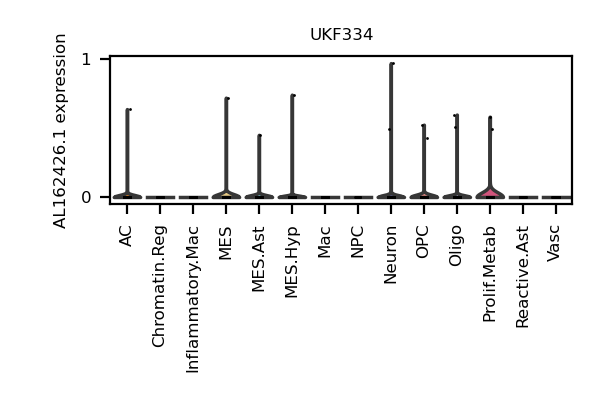 UKF334
AL162426.1 expression
1
0
AC
Chromatin.Reg
Inflammatory.Mac
MES
MES.Ast
MES.Hyp
Mac
NPC
Neuron
OPC
Oligo
Prolif.Metab
Reactive.Ast
Vasc